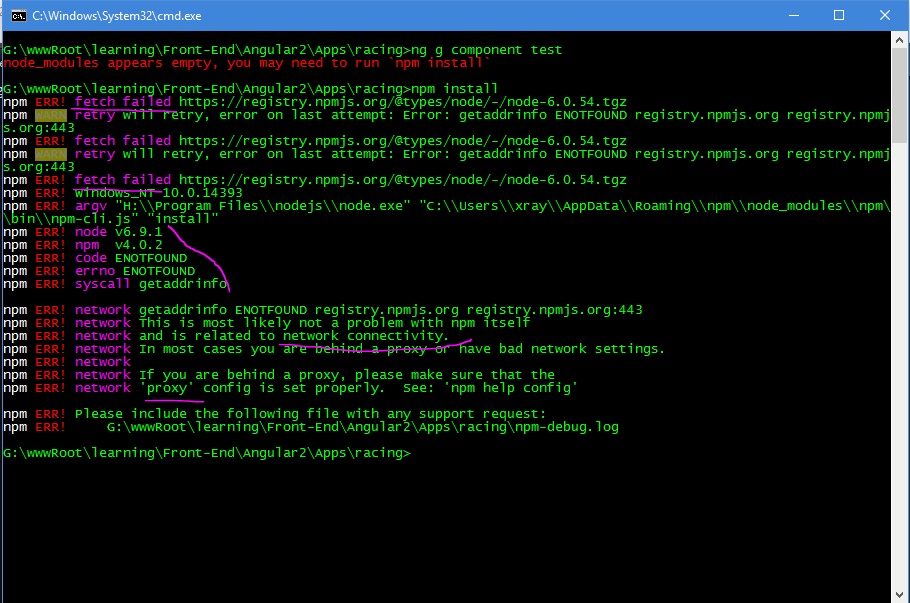 C:\Windows\System32\cmd.exe
G:\wwwRoot\learning\Front-End\Angular2\Apps\racing>ng g component test
node_modules appears empty, you may need to run `npm install`
G:\wwwRoot\learning\Front-End\Angular2\Apps\racing>npm install
npm ERR! fetch failed https://registry.npmjs.org/@types/node/-/node-6.0.54.tgz
npm WARN retry will retry, error on last attempt: Error: getaddrinfo ENOTFOUND registry.npmjs.org registry.npmj
s.org:443
npm ERR! fetch failed https://registry.npmjs.org/@types/node/-/node-6.0.54.tgz
npm WARN retry will retry, error on last attempt: Error: getaddrinfo ENOTFOUND registry.npmjs.org registry.npmj
s.org:443
npm ERR! fetch failed https://registry.npmjs.org/@types/node/-/node-6.0.54.tgz
npm ERR! Windows_NT 10.0.14393
npm ERR! argv "H:\\Program Files\\nodejs\\node.exe" "C:\\Users\\xray\\AppData\\Roaming\\npm\\node_modules\\npm\
\bin\\npm-cli.js" "install"
npm ERR! node v6.9.1
npm ERR! npm  v4.0.2
npm ERR! code ENOTFOUND
npm ERR! errno ENOTFOUND
npm ERR! syscall getaddrinfo
npm ERR! network getaddrinfo ENOTFOUND registry.npmjs.org registry.npmjs.org:443
npm ERR! network This is most likely not a problem with npm itself
npm ERR! network and is related to network connectivity.
npm ERR! network In most cases you are behind a proxy or have bad network settings.
npm ERR! network
npm ERR! network If you are behind a proxy, please make sure that the
npm ERR! network 'proxy' config is set properly.  See: 'npm help config'
npm ERR! Please include the following file with any support request:
npm ERR!     G:\wwwRoot\learning\Front-End\Angular2\Apps\racing\npm-debug.log
G:\wwwRoot\learning\Front-End\Angular2\Apps\racing>